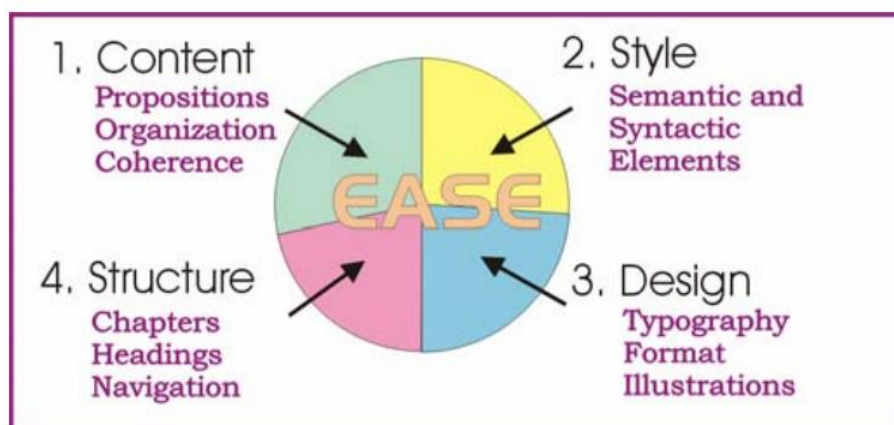 1. Content
Propositions
Organization
Coherence
2. Style
Semantic and
Syntactic
Elements
EASE
4. Structure
Chapters
Headings
Navigation
3. Design
Typography
Format
Illustrations